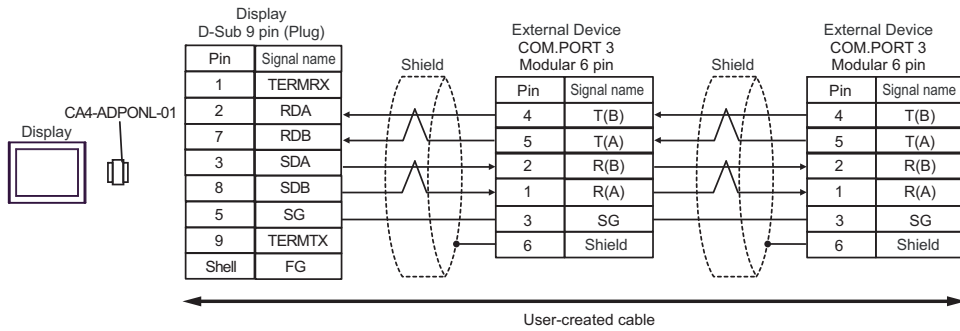 Display
D-Sub 9 pin (Plug)
Pin Signal name
1 TERMRX
2 RDA
7 RDB
3 SDA
8 SDB
5 SG
9 TERMTX
Shell FG
CA4-ADPONL-01
Display
Shield
External Device
COM.PORT 3
Modular 6 pin
Pin Signal name
4 T(B)
5 T(A)
2 R(B)
1 R(A)
3 SG
6 Shield
Shield
External Device
COM.PORT 3
Modular 6 pin
Pin Signal name
4 T(B)
5 T(A)
2 R(B)
1 R(A)
3 SG
6 Shield
User-created cable